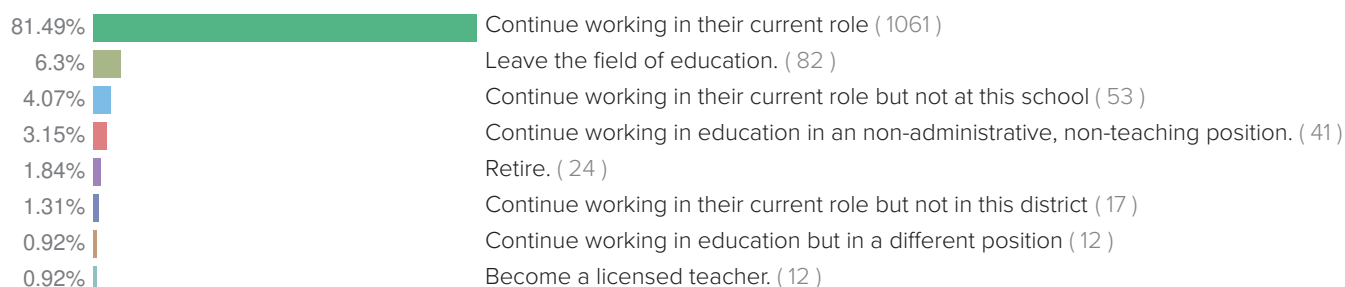 81.49% Continue working in their current role ( 1061 )
6.3% Leave the field of education. ( 82 )
4.07% Continue working in their current role but not at this school ( 53 )
3.15% Continue working in education in an non-administrative, non-teaching position. ( 41 )
1.84% Retire. ( 24 )
1.31% Continue working in their current role but not in this district ( 17 )
0.92% Continue working in education but in a different position ( 12 )
0.92% Become a licensed teacher. ( 12 )